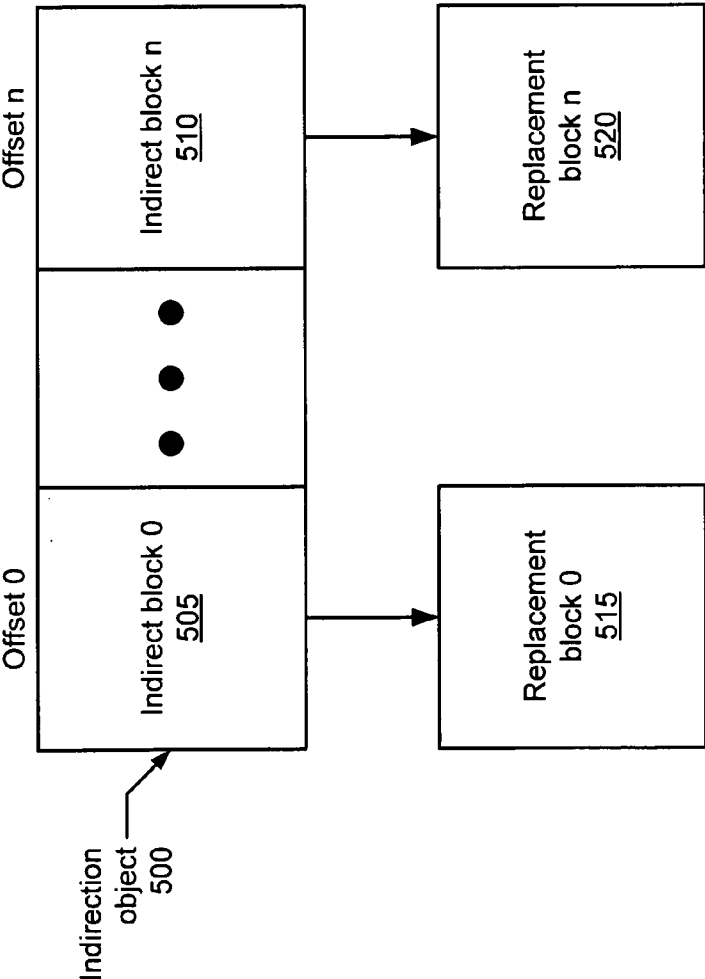 Indirection
object
500
Offset 0
Offset n
Indirect block 0
505
Indirect block n
510
Replacement
block 0
515
Replacement
block n
520